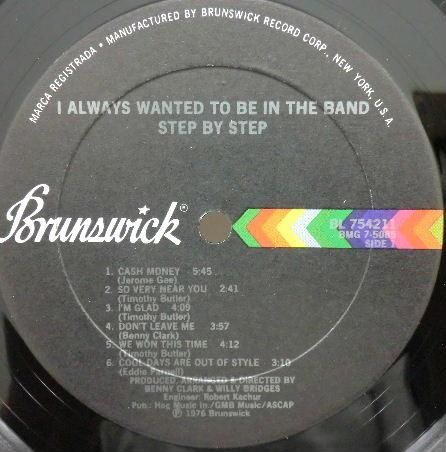 MARCA REGISTRADA • MANUFACTURED BY BRUNSWICK RECORD CORP., NEW YORK, U.S.A.
I ALWAYS WANTED TO BE IN THE BAND
STEP BY STEP
Brunswick®
BL 754211
BMG 7-5085
SIDE
1. CASH MONEY 5:45
(Jerome Gee)
2. SO VERY NEAR YOU 2:41
(Timothy Butler)
3. I'M GLAD 4:09
(Timothy Butler)
4. DON'T LEAVE ME 3:57
(Benny Clark)
5. WE WON THIS TIME 4:12
(Timothy Butler)
6. COOL DAYS ARE OUT OF STYLE 3:10
(Eddie Parnell)
PRODUCED, ARRANGED & DIRECTED BY
BENNY CLARK & WILLY BRIDGES
Engineer: Robert Kachur
Pub.: Hog Music In./GMB Music/ASCAP
℗ 1976 Brunswick